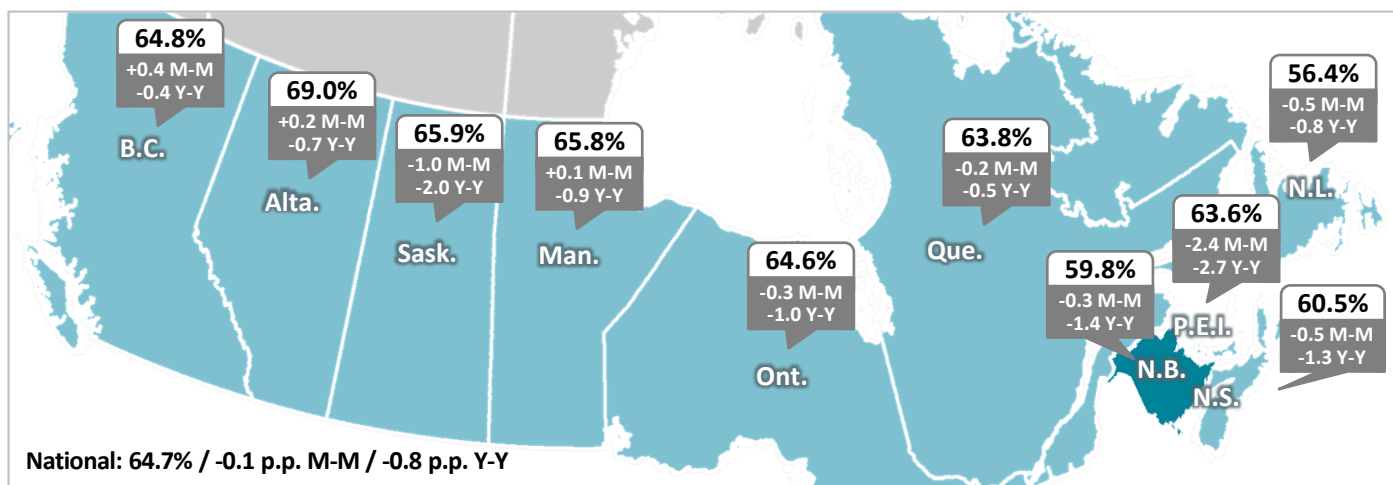 64.8%
+0.4 M-M
-0.4 Y-Y
B.C.
69.0%
+0.2 M-M
-0.7 Y-Y
Alta.
65.9%
-1.0 M-M
-2.0 Y-Y
Sask.
65.8%
+0.1 M-M
-0.9 Y-Y
Man.
64.6%
-0.3 M-M
-1.0 Y-Y
Ont.
63.8%
-0.2 M-M
-0.5 Y-Y
Que.
56.4%
-0.5 M-M
-0.8 Y-Y
N.L.
63.6%
-2.4 M-M
-2.7 Y-Y
P.E.I.
59.8%
-0.3 M-M
-1.4 Y-Y
N.B.
60.5%
-0.5 M-M
-1.3 Y-Y
N.S.
National: 64.7% / -0.1 p.p. M-M / -0.8 p.p. Y-Y